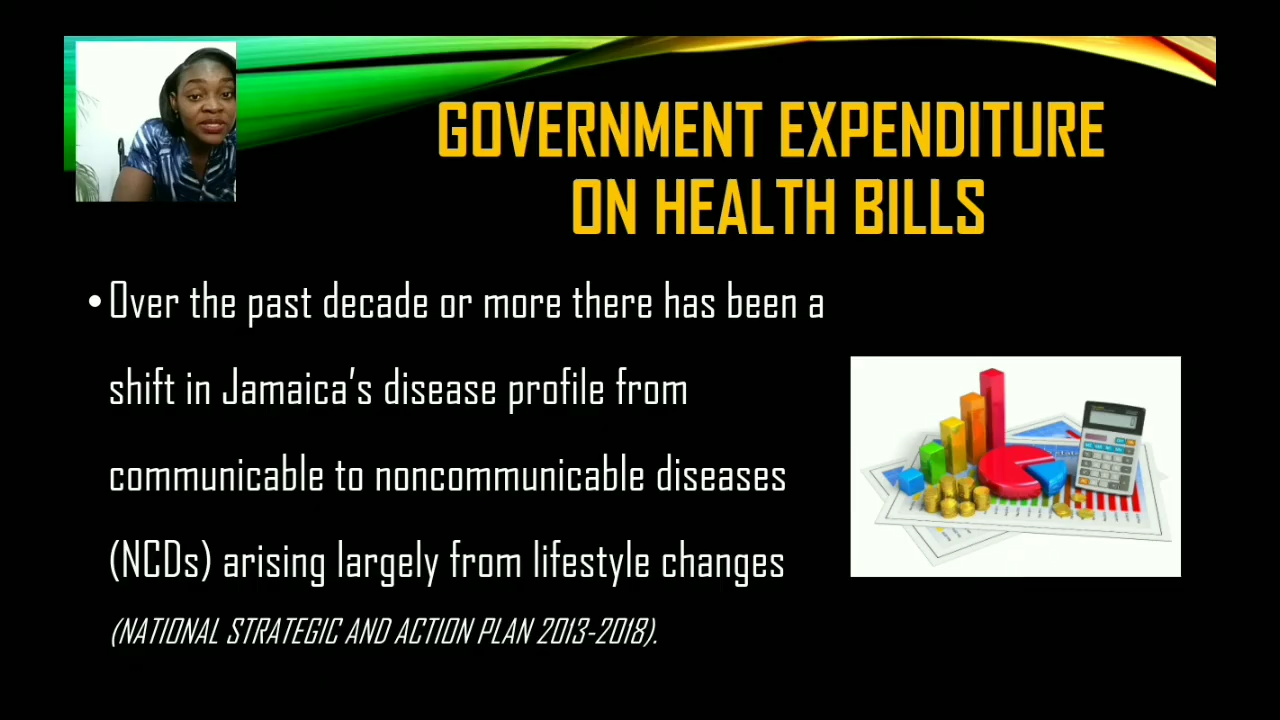 GOVERNMENT EXPENDITURE
ON HEALTH BILLS
• Over the past decade or more there has been a
shift in Jamaica's disease profile from
communicable to noncommunicable diseases
(NCDs) arising largely from lifestyle changes
(NATIONAL STRATEGIC AND ACTION PLAN 2013-2018).